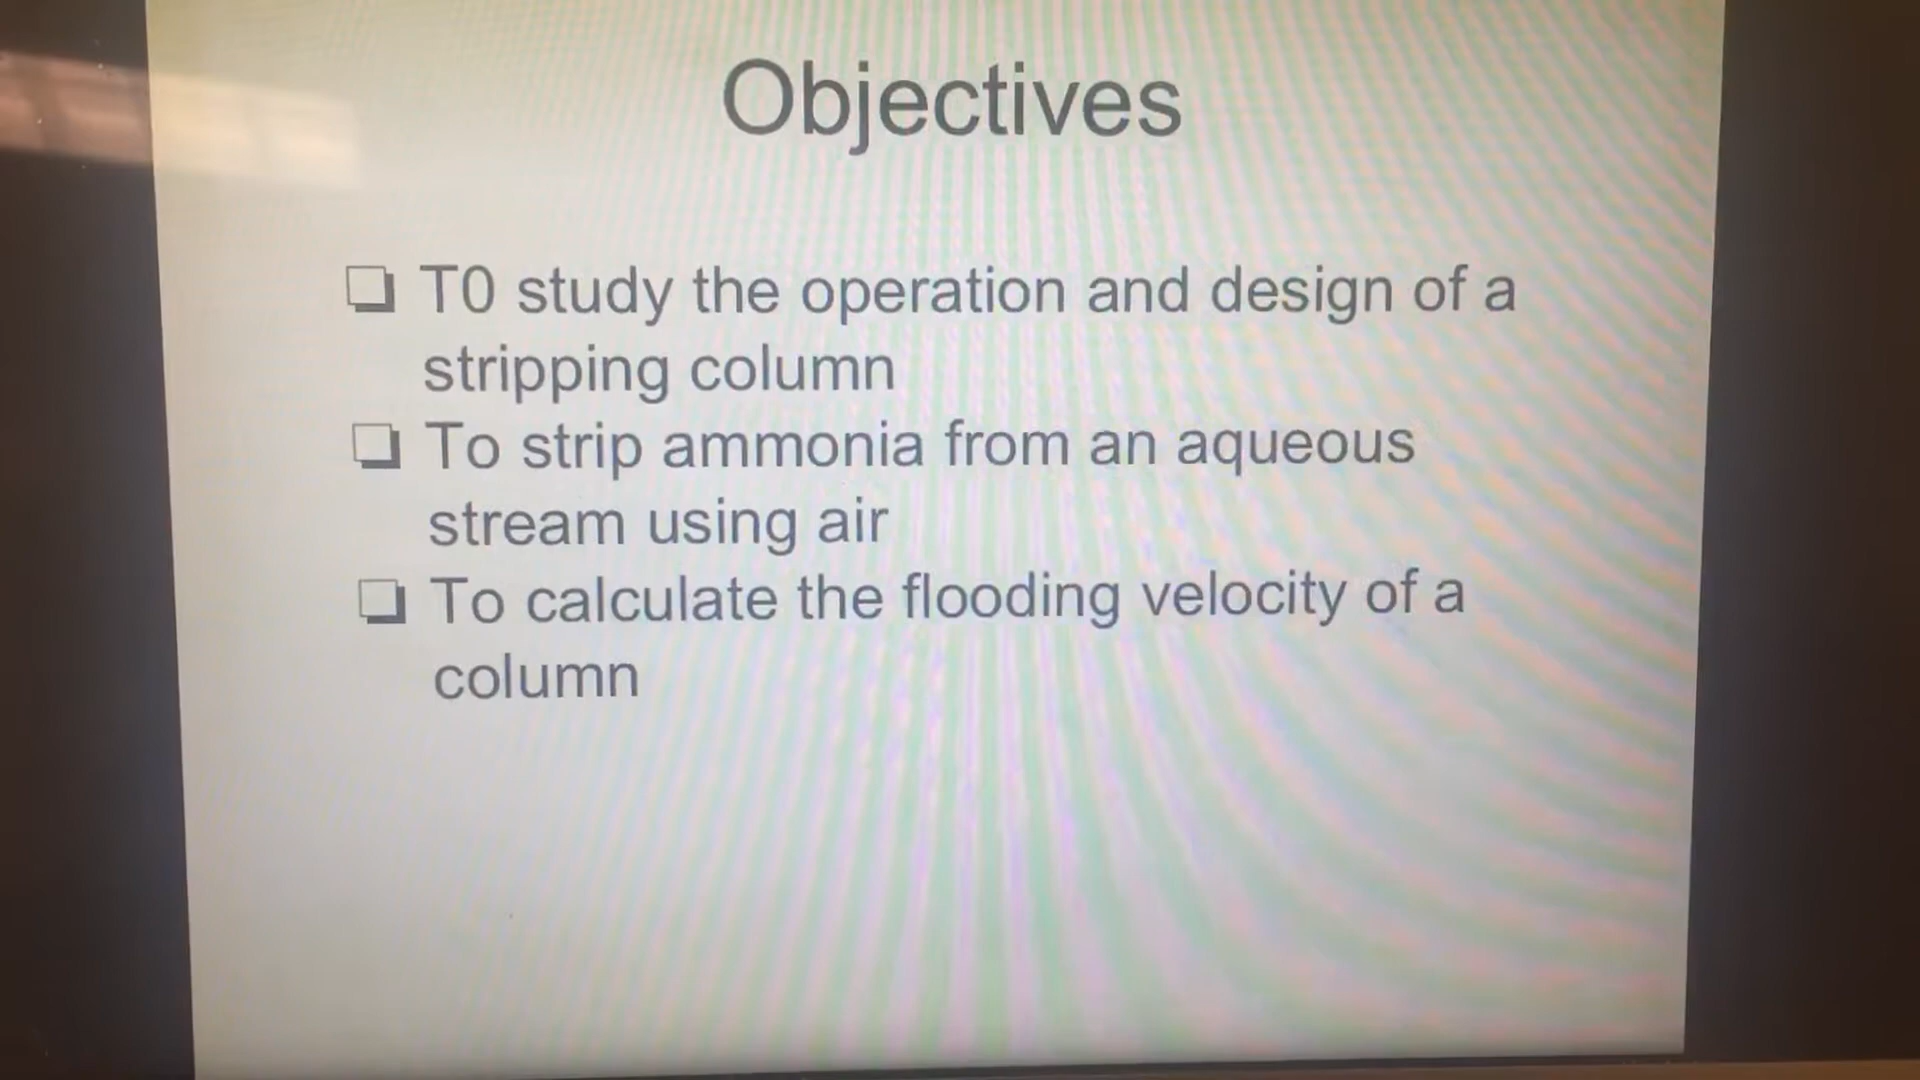 Objectives
❑ T0 study the operation and design of a
stripping column
❑ To strip ammonia from an aqueous
stream using air
❑ To calculate the flooding velocity of a
column